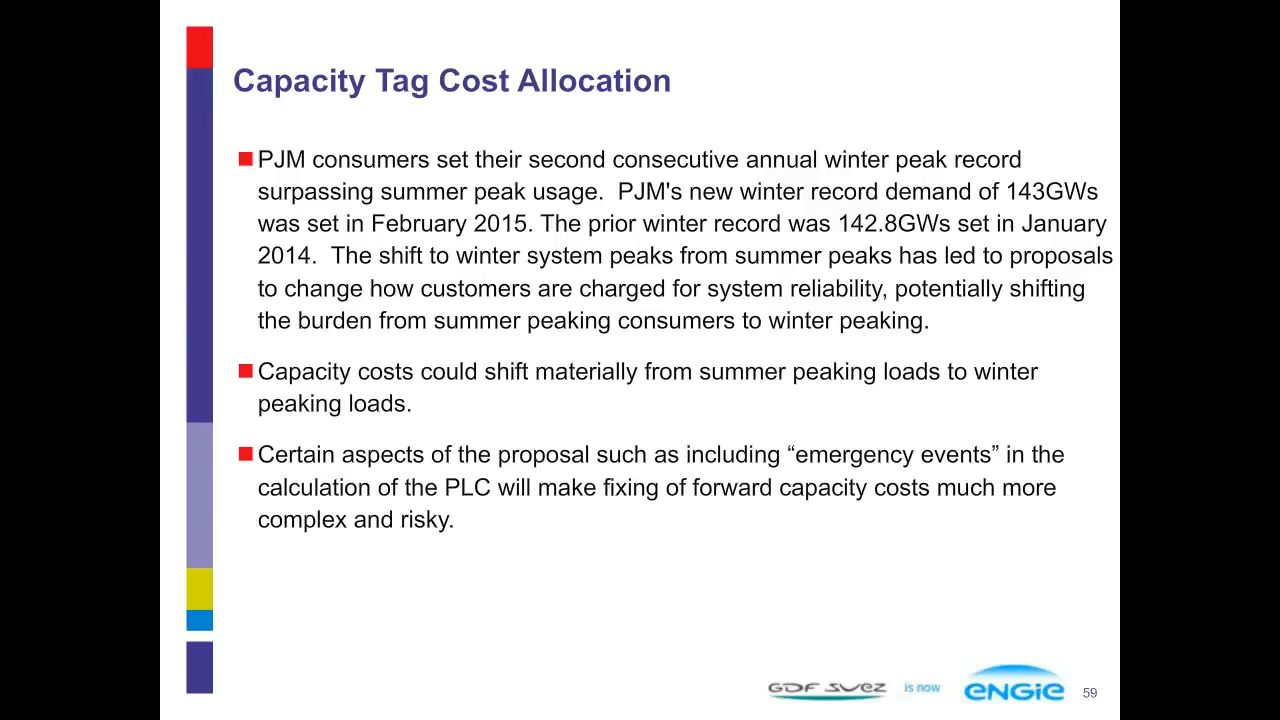 Capacity Tag Cost Allocation
PJM consumers set their second consecutive annual winter peak record
surpassing summer peak usage.  PJM's new winter record demand of 143GWs
was set in February 2015. The prior winter record was 142.8GWs set in January
2014.  The shift to winter system peaks from summer peaks has led to proposals
to change how customers are charged for system reliability, potentially shifting
the burden from summer peaking consumers to winter peaking.
Capacity costs could shift materially from summer peaking loads to winter
peaking loads.
Certain aspects of the proposal such as including “emergency events” in the
calculation of the PLC will make fixing of forward capacity costs much more
complex and risky.
GDF SUEZ is now ENGIE 59